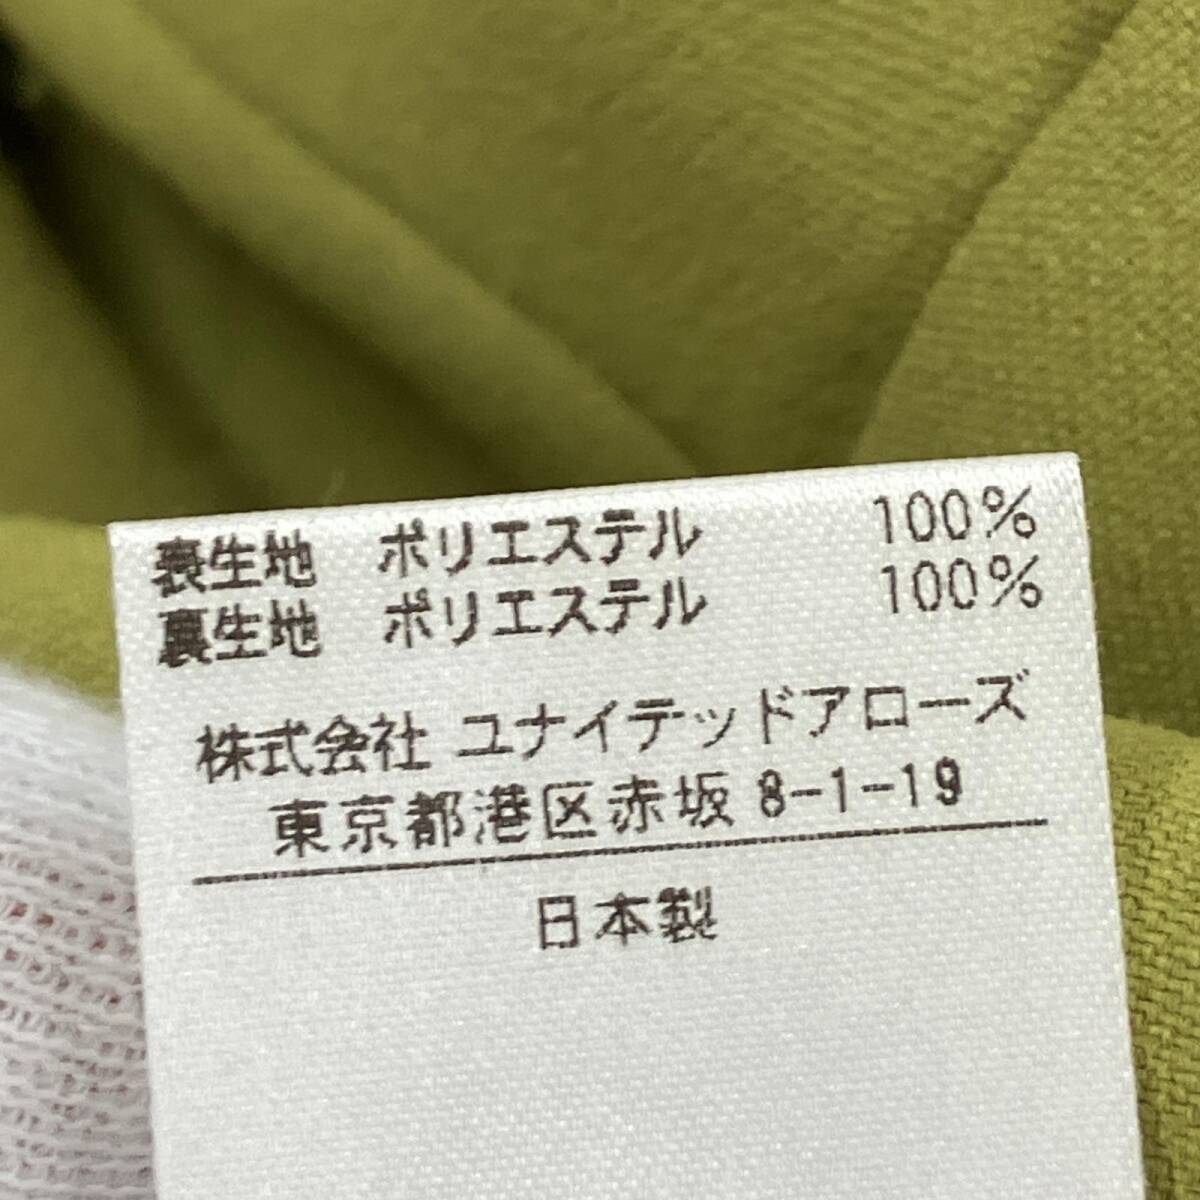 表生地 ポリエステル 100%
裏生地 ポリエステル 100%
株式会社 ユナイテッドアローズ
東京都港区赤坂 8-1-19
日本製